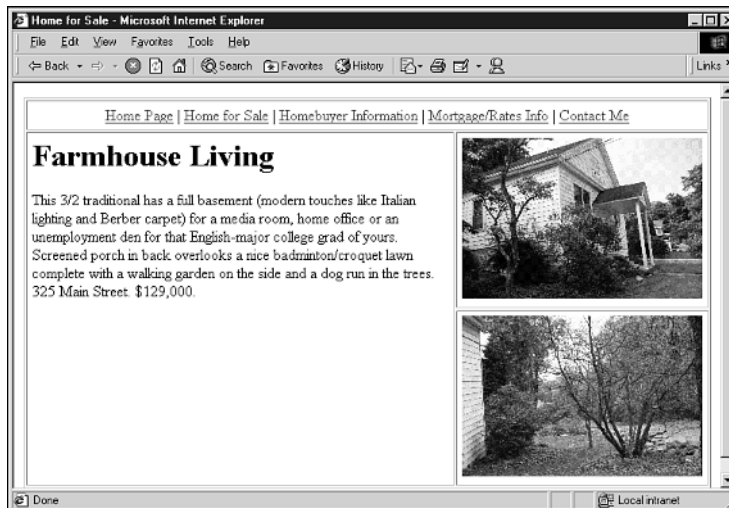 Home for Sale - Microsoft Internet Explorer
File Edit View Favorites Tools Help
Back Search Favorites History Links »
Home Page | Home for Sale | Homebuyer Information | Mortgage/Rates Info | Contact Me
Farmhouse Living
This 3/2 traditional has a full basement (modern touches like Italian
lighting and Berber carpet) for a media room, home office or an
unemployment den for that English-major college grad of yours.
Screened porch in back overlooks a nice badminton/croquet lawn
complete with a walking garden on the side and a dog run in the trees.
325 Main Street. $129,000.
Done Local intranet